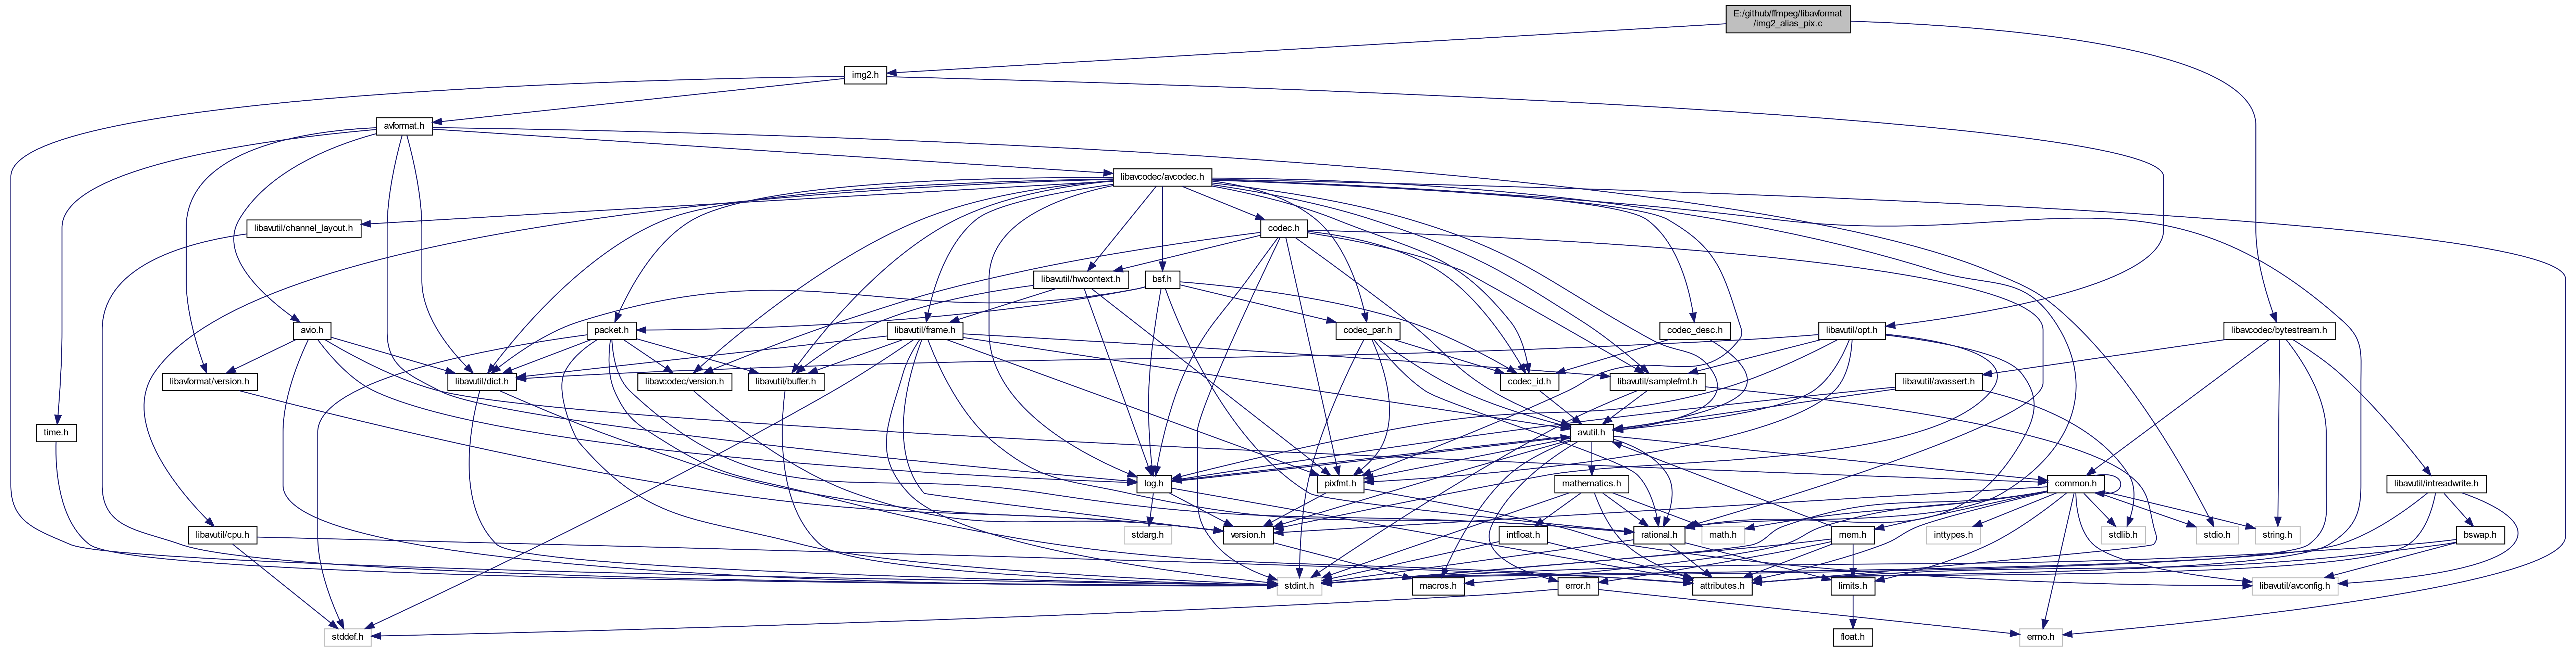 E:/github/ffmpeg/libavformat
/img2_alias_pix.c
img2.h
avformat.h
libavcodec/avcodec.h
libavutil/channel_layout.h
codec.h
libavutil/hwcontext.h
bsf.h
avio.h
packet.h
libavutil/frame.h
codec_par.h
codec_desc.h
libavutil/opt.h
libavcodec/bytestream.h
libavformat/version.h
libavutil/dict.h
libavcodec/version.h
libavutil/buffer.h
codec_id.h
libavutil/samplefmt.h
libavutil/avassert.h
time.h
avutil.h
log.h
pixfmt.h
mathematics.h
common.h
libavutil/intreadwrite.h
libavutil/cpu.h
stdarg.h
version.h
intfloat.h
rational.h
math.h
mem.h
inttypes.h
stdlib.h
stdio.h
string.h
bswap.h
stdint.h
macros.h
error.h
attributes.h
limits.h
libavutil/avconfig.h
stddef.h
float.h
errno.h